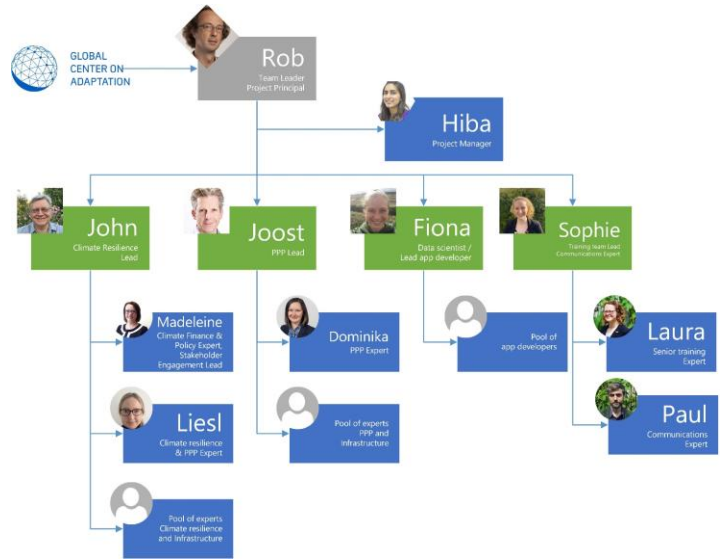 GLOBAL
CENTER ON
ADAPTATION
Rob
Team Leader
Project Principal
Hiba
Project Manager
John
Climate Resilience
Lead
Joost
PPP Lead
Fiona
Data scientist /
Lead app developer
Sophie
Training team Lead
Communications Expert
Madeleine
Climate Finance &
Policy Expert,
Stakeholder
Engagement Lead
Dominika
PPP Expert
Pool of
app developers
Laura
Senior training
Expert
Liesl
Climate resilience
& PPP Expert
Pool of experts
PPP and
Infrastructure
Paul
Communications
Expert
Pool of experts
Climate resilience
and Infrastructure